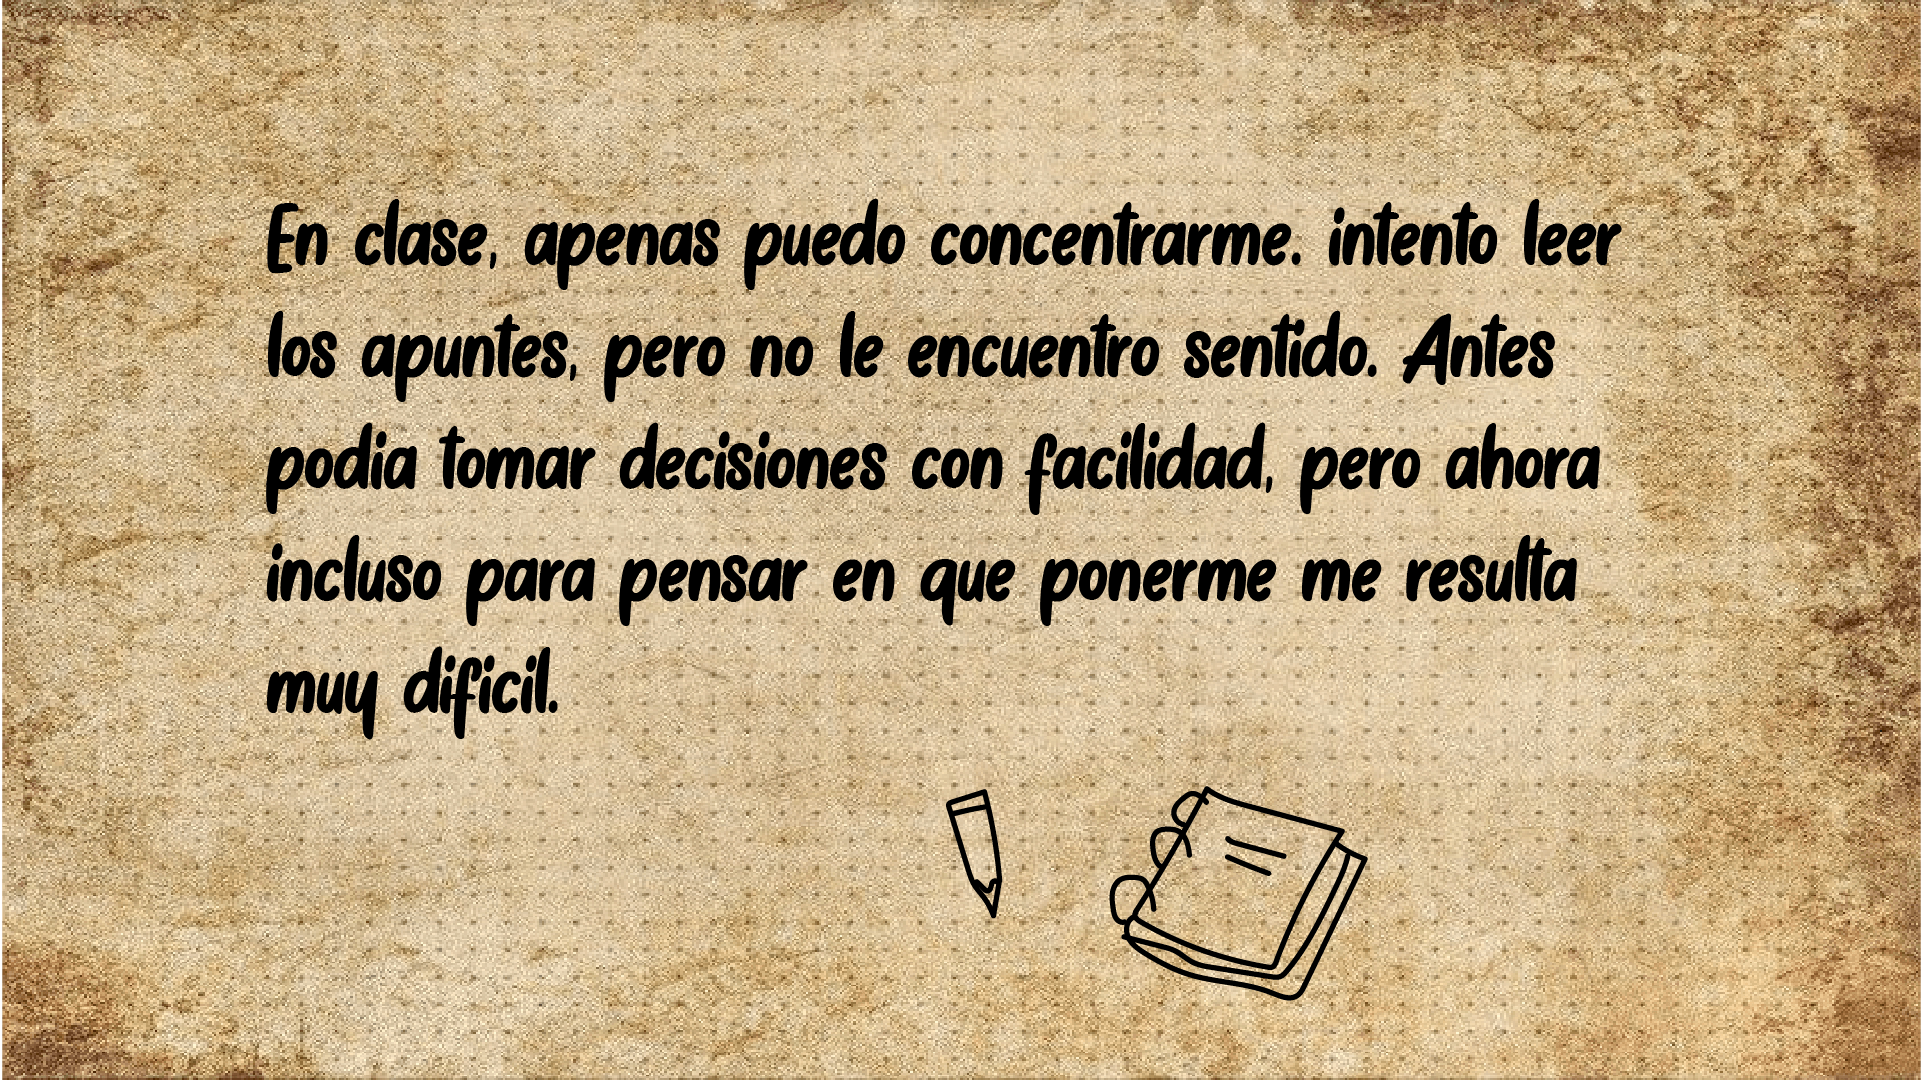 En clase, apenas puedo concentrarme. intento leer
los apuntes, pero no le encuentro sentido. Antes
podia tomar decisiones con facilidad, pero ahora
incluso para pensar en que ponerme me resulta
muy dificil.